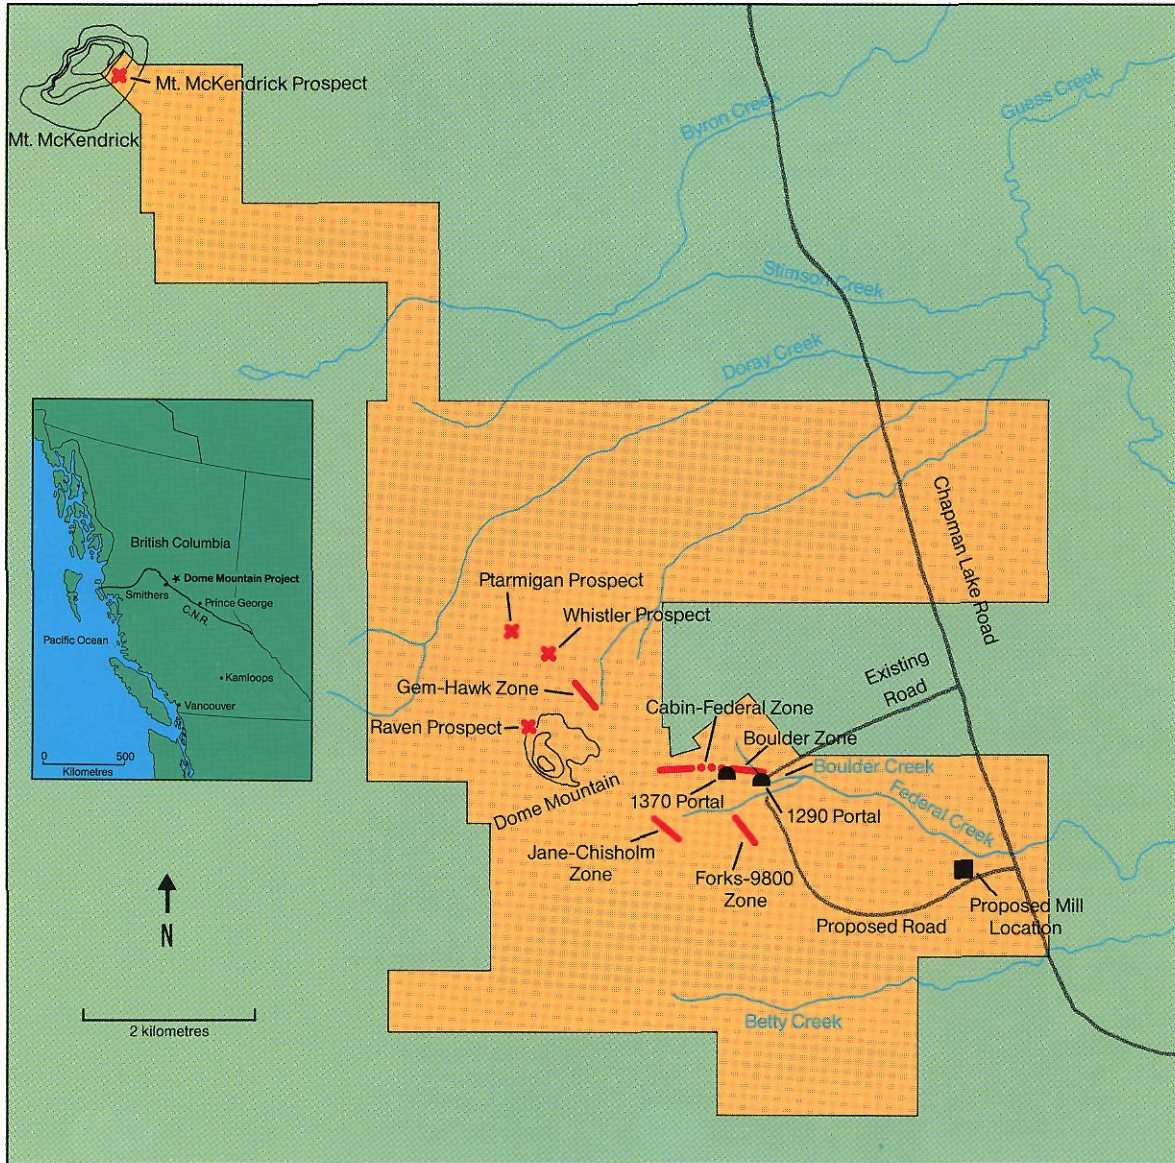 Mt. McKendrick Prospect
Mt. McKendrick
Byron Creek
Guess Creek
Stimson Creek
Doray Creek
Chapman Lake Road
British Columbia
Dome Mountain Project
Smithers
Prince George
C.N.R.
Pacific Ocean
Kamloops
Vancouver
0 500
Kilometres
Ptarmigan Prospect
Whistler Prospect
Gem-Hawk Zone
Raven Prospect
Cabin-Federal Zone
Existing
Road
Boulder Zone
Boulder Creek
Dome Mountain
1370 Portal
1290 Portal
Federal Creek
Jane-Chisholm
Zone
Forks-9800
Zone
Proposed Road
Proposed Mill
Location
N
2 kilometres
Betty Creek